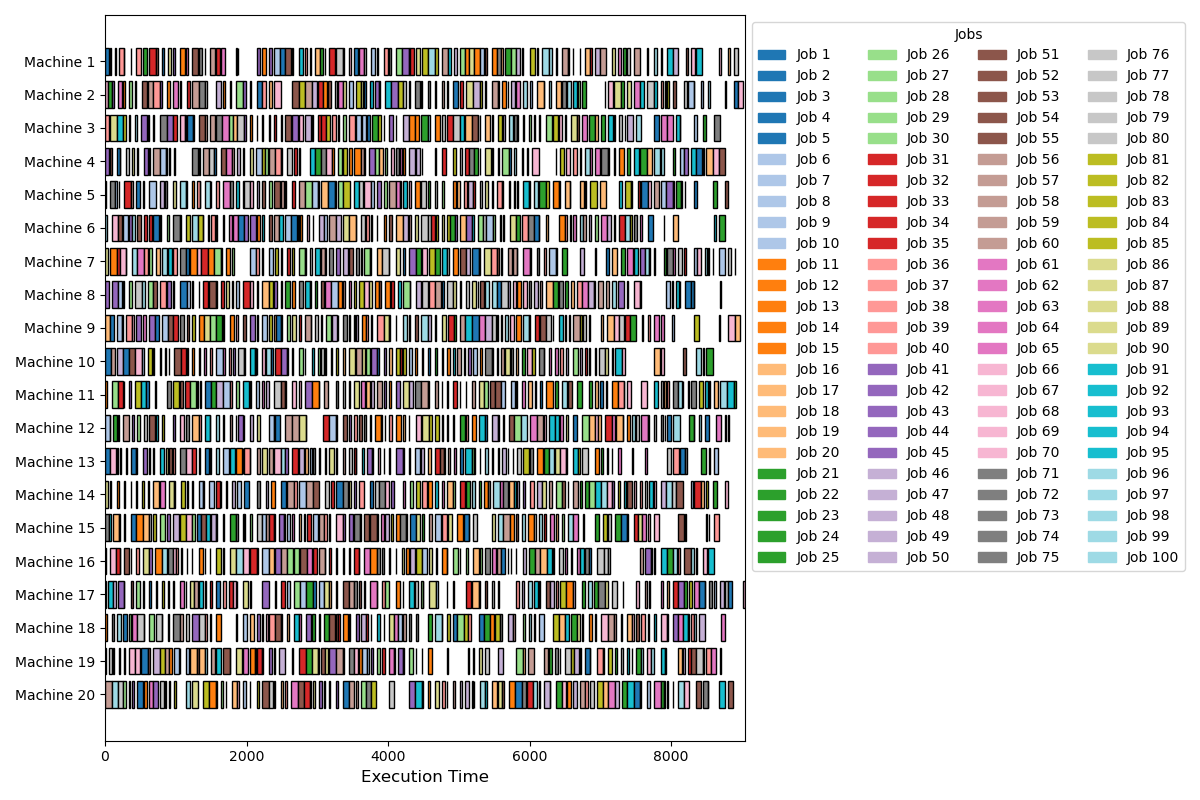 Machine 1
Machine 2
Machine 3
Machine 4
Machine 5
Machine 6
Machine 7
Machine 8
Machine 9
Machine 10
Machine 11
Machine 12
Machine 13
Machine 14
Machine 15
Machine 16
Machine 17
Machine 18
Machine 19
Machine 20
0 2000 4000 6000 8000
Execution Time
Jobs
Job 1 Job 26 Job 51 Job 76
Job 2 Job 27 Job 52 Job 77
Job 3 Job 28 Job 53 Job 78
Job 4 Job 29 Job 54 Job 79
Job 5 Job 30 Job 55 Job 80
Job 6 Job 31 Job 56 Job 81
Job 7 Job 32 Job 57 Job 82
Job 8 Job 33 Job 58 Job 83
Job 9 Job 34 Job 59 Job 84
Job 10 Job 35 Job 60 Job 85
Job 11 Job 36 Job 61 Job 86
Job 12 Job 37 Job 62 Job 87
Job 13 Job 38 Job 63 Job 88
Job 14 Job 39 Job 64 Job 89
Job 15 Job 40 Job 65 Job 90
Job 16 Job 41 Job 66 Job 91
Job 17 Job 42 Job 67 Job 92
Job 18 Job 43 Job 68 Job 93
Job 19 Job 44 Job 69 Job 94
Job 20 Job 45 Job 70 Job 95
Job 21 Job 46 Job 71 Job 96
Job 22 Job 47 Job 72 Job 97
Job 23 Job 48 Job 73 Job 98
Job 24 Job 49 Job 74 Job 99
Job 25 Job 50 Job 75 Job 100